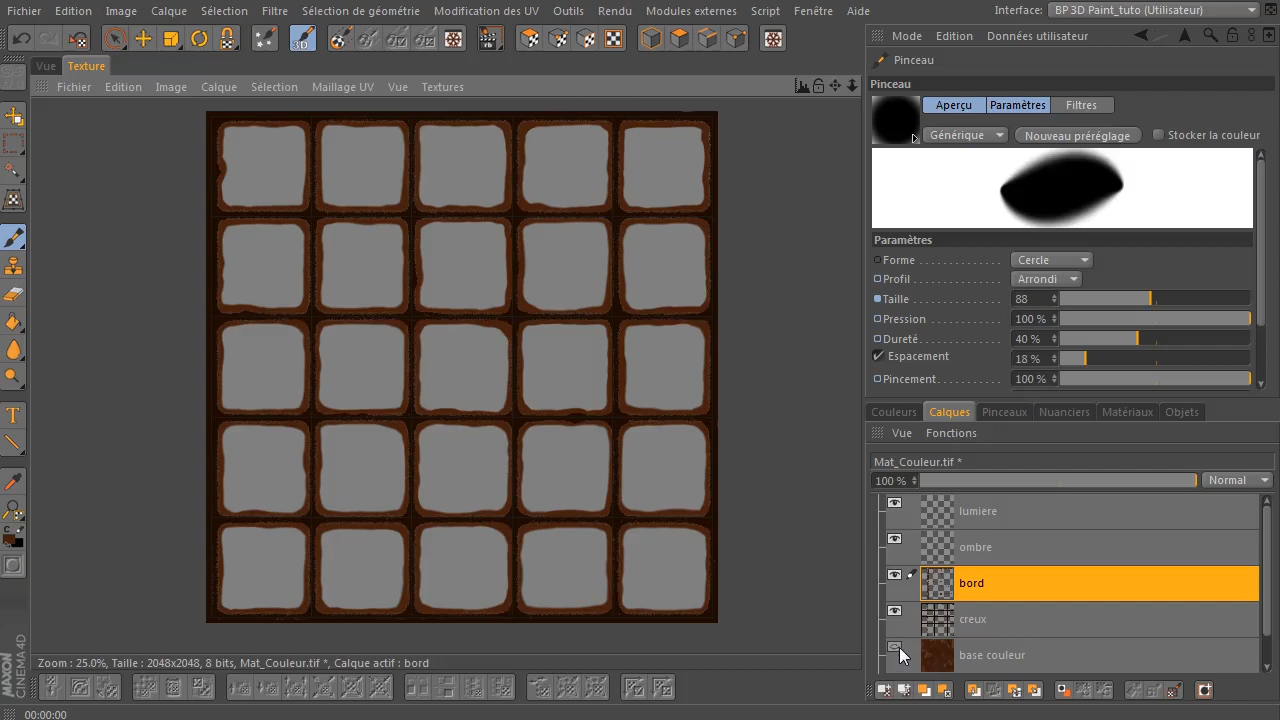 Fichier Edition Image Calque Sélection Filtre Sélection de géométrie Modification des UV Outils Rendu Modules externes Script Fenêtre Aide Interface: BP 3D Paint_tuto (Utilisateur)
3D
Mode Edition Données utilisateur
Vue Texture
Pinceau
Fichier Edition Image Calque Sélection Maillage UV Vue Textures
Pinceau
Aperçu Paramètres Filtres
Générique Nouveau préréglage Stocker la couleur
Paramètres
Forme Cercle
Profil Arrondi
Taille 88
Pression 100 %
Dureté 40 %
Espacement 18 %
Pincement 100 %
Couleurs Calques Pinceaux Nuanciers Matériaux Objets
Vue Fonctions
Mat_Couleur.tif *
100 % Normal
lumiere
ombre
bord
creux
base couleur
T
C
Zoom : 25.0%, Taille : 2048x2048, 8 bits, Mat_Couleur.tif *, Calque actif : bord
MAXON
CINEMA 4D
00:00:00